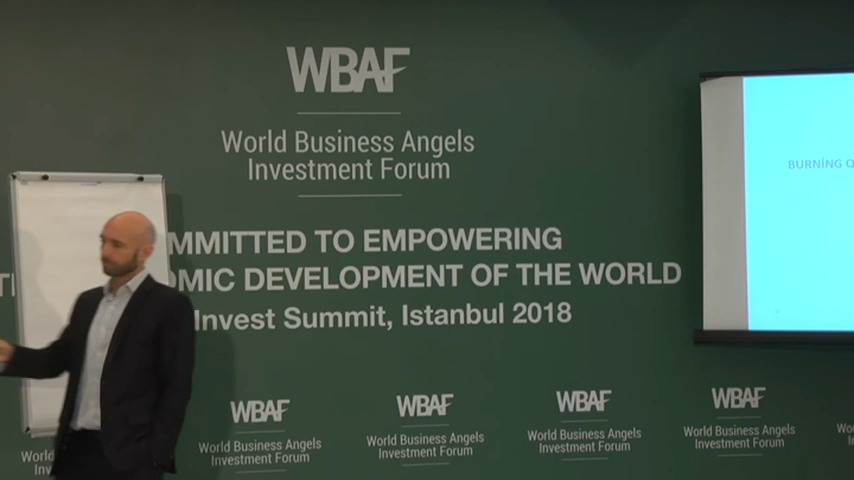 WBAF
World Business Angels
Investment Forum
MMITTED TO EMPOWERING
OMIC DEVELOPMENT OF THE WORLD
Invest Summit, Istanbul 2018
BURNİNG Q
WBAF
World Business Angels
Investment Forum
WBAF
World Business Angels
Investment Forum
WBAF
World Business Angels
Investment Forum
WBAF
World Business Angels
Investment Forum